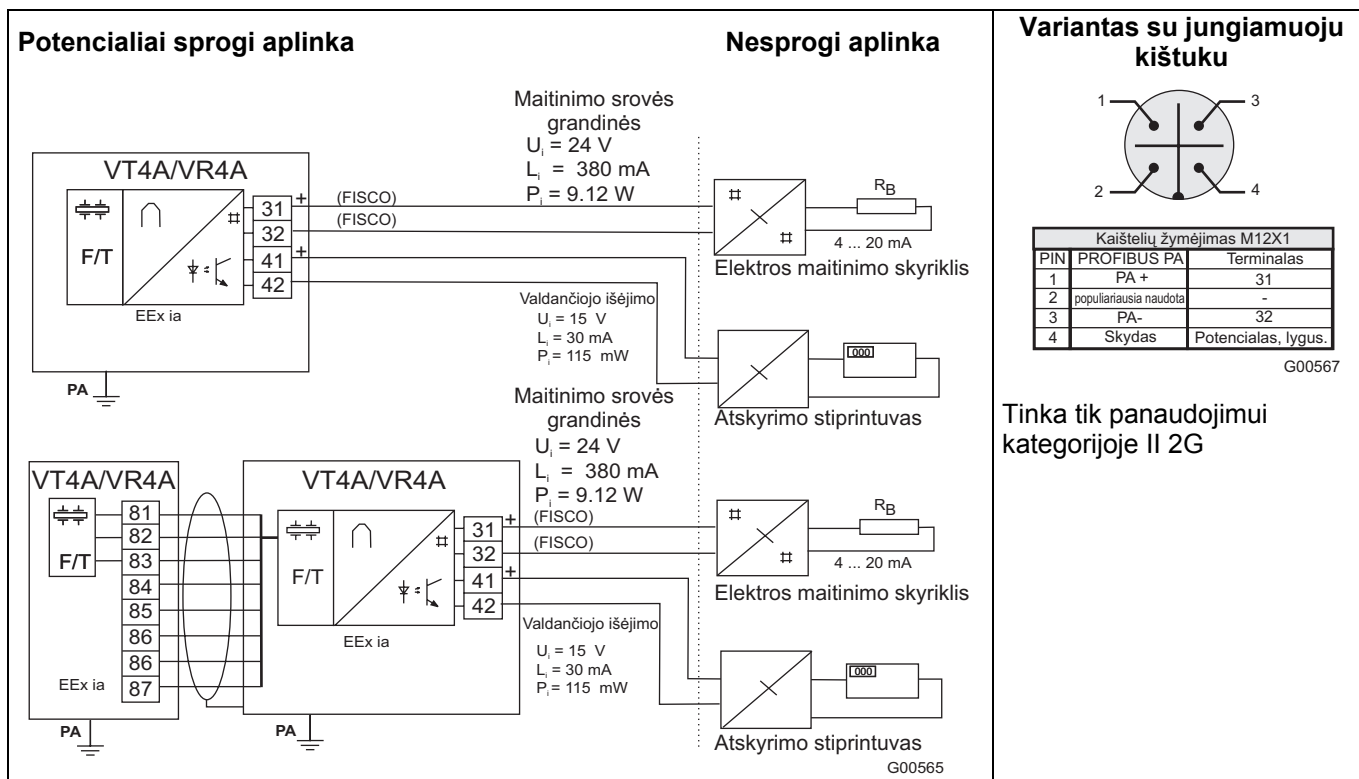 Potencialiai sprogi aplinka
Nesprogi aplinka
Maitinimo srovės
grandinės
Uᵢ = 24 V
Lᵢ = 380 mA
Pᵢ = 9.12 W
VT4A/VR4A
F/T
EEx ia
31 +
32
41 +
42
(FISCO)
(FISCO)
PA
Valdančiojo išėjimo
Uᵢ = 15 V
Lᵢ = 30 mA
Pᵢ = 115 mW
R_B
4 ... 20 mA
Elektros maitinimo skyriklis
000
Atskyrimo stiprintuvas
Maitinimo srovės
grandinės
Uᵢ = 24 V
Lᵢ = 380 mA
Pᵢ = 9.12 W
VT4A/VR4A
F/T
81
82
83
84
85
86
86
87
EEx ia
PA
VT4A/VR4A
F/T
EEx ia
31 +
32
41 +
42
(FISCO)
(FISCO)
PA
Valdančiojo išėjimo
Uᵢ = 15 V
Lᵢ = 30 mA
Pᵢ = 115 mW
R_B
4 ... 20 mA
Elektros maitinimo skyriklis
000
Atskyrimo stiprintuvas
G00565
Variantas su jungiamuoju
kištuku
1 3
2 4
Kaištelių žymėjimas M12X1
PIN PROFIBUS PA Terminalas
1 PA + 31
2 populiariausia naudota -
3 PA- 32
4 Skydas Potencialas, lygus.
G00567
Tinka tik panaudojimui
kategorijoje II 2G